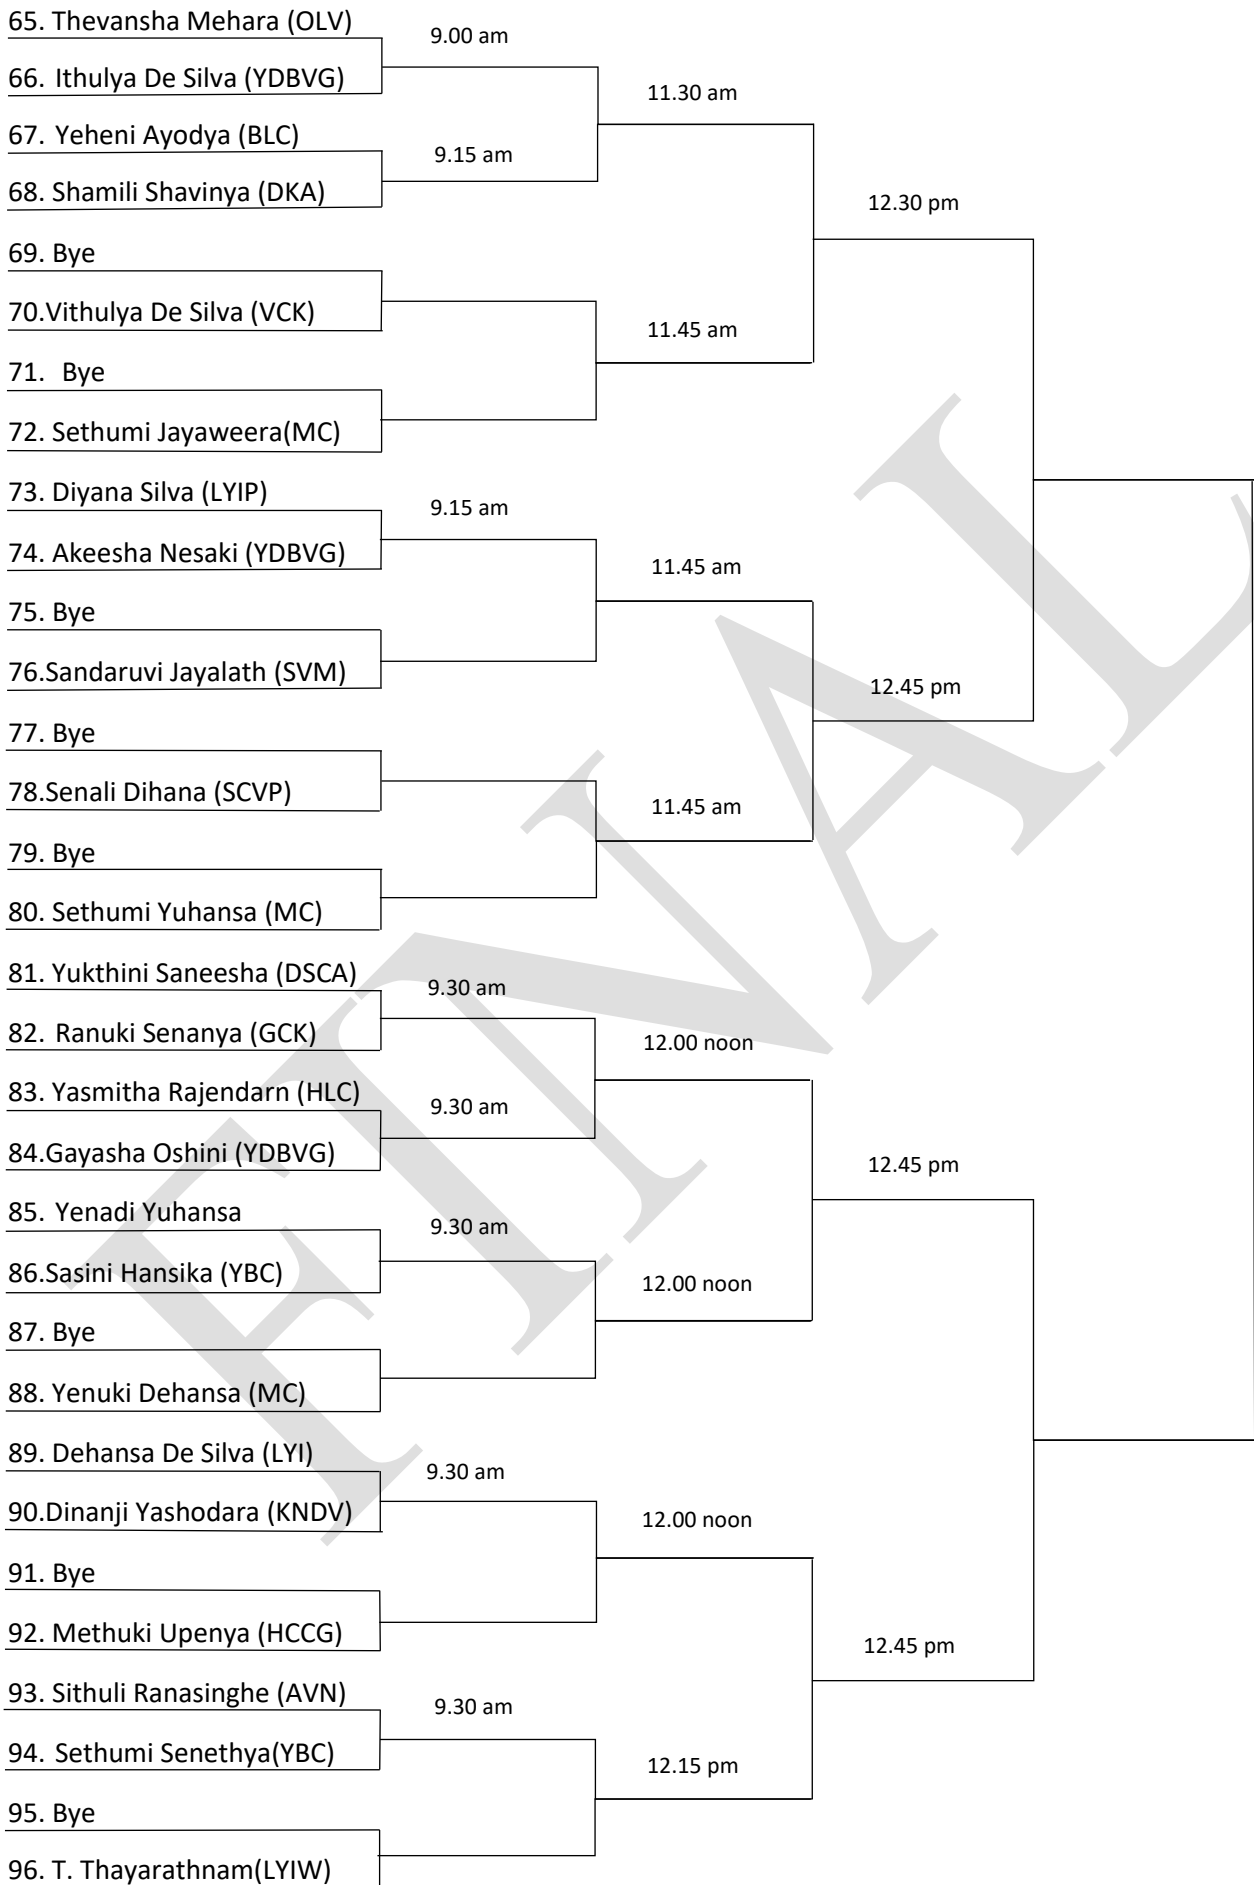 65. Thevansha Mehara (OLV)
9.00 am
66. Ithulya De Silva (YDBVG)
11.30 am
67. Yeheni Ayodya (BLC)
9.15 am
68. Shamili Shavinya (DKA)
12.30 pm
69. Bye
70.Vithulya De Silva (VCK)
11.45 am
71. Bye
72. Sethumi Jayaweera(MC)
73. Diyana Silva (LYIP)
9.15 am
74. Akeesha Nesaki (YDBVG)
11.45 am
75. Bye
76.Sandaruvi Jayalath (SVM)
12.45 pm
77. Bye
78.Senali Dihana (SCVP)
11.45 am
79. Bye
80. Sethumi Yuhansa (MC)
81. Yukthini Saneesha (DSCA)
9.30 am
82. Ranuki Senanya (GCK)
12.00 noon
83. Yasmitha Rajendarn (HLC)
9.30 am
84.Gayasha Oshini (YDBVG)
12.45 pm
85. Yenadi Yuhansa
9.30 am
86.Sasini Hansika (YBC)
12.00 noon
87. Bye
88. Yenuki Dehansa (MC)
89. Dehansa De Silva (LYI)
9.30 am
90.Dinanji Yashodara (KNDV)
12.00 noon
91. Bye
92. Methuki Upenya (HCCG)
12.45 pm
93. Sithuli Ranasinghe (AVN)
9.30 am
94. Sethumi Senethya(YBC)
12.15 pm
95. Bye
96. T. Thayarathnam(LYIW)
FINAL